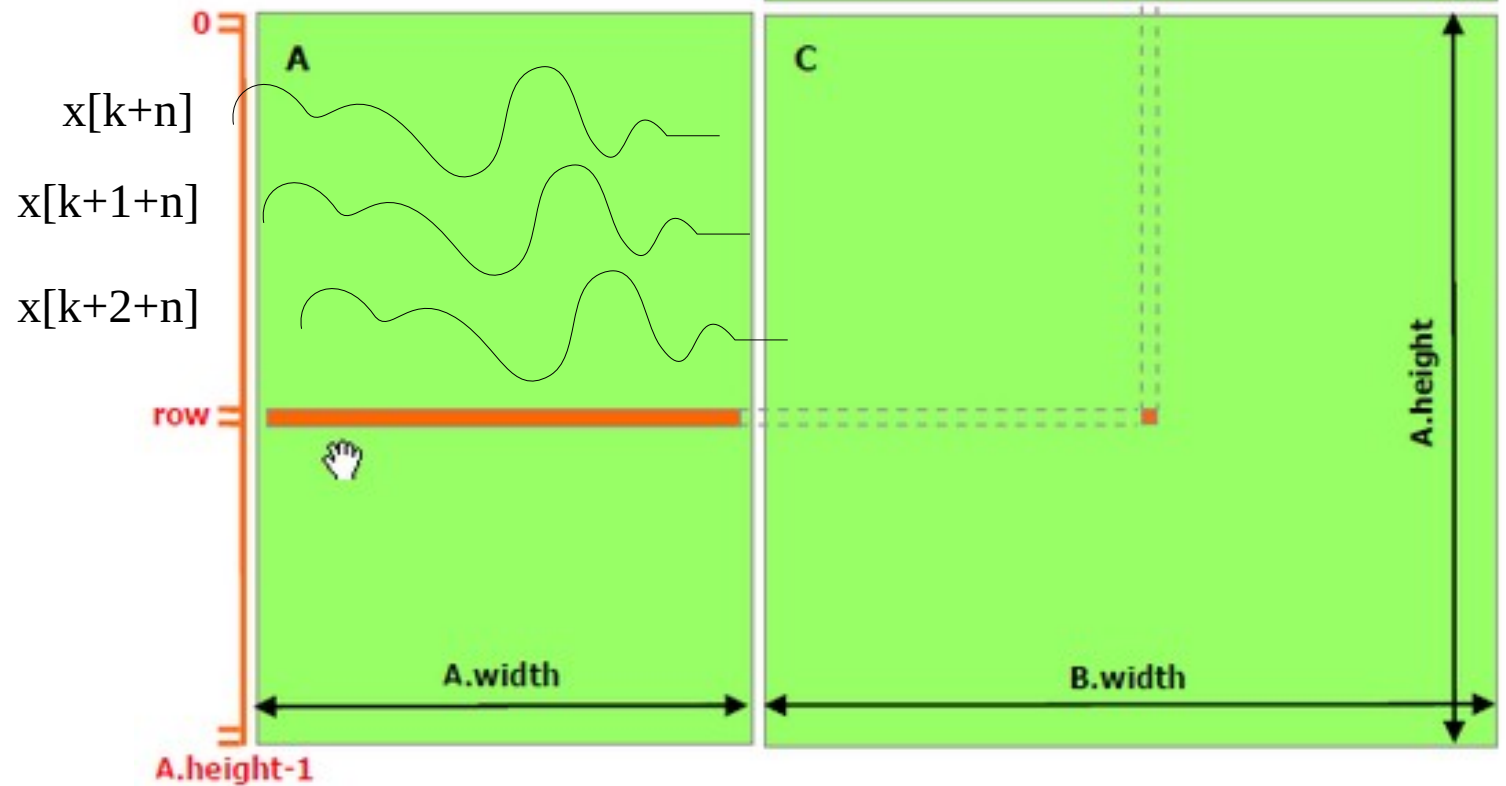 0
A
C
x[k+n]
x[k+1+n]
x[k+2+n]
A.height
row
A.width
B.width
A.height-1